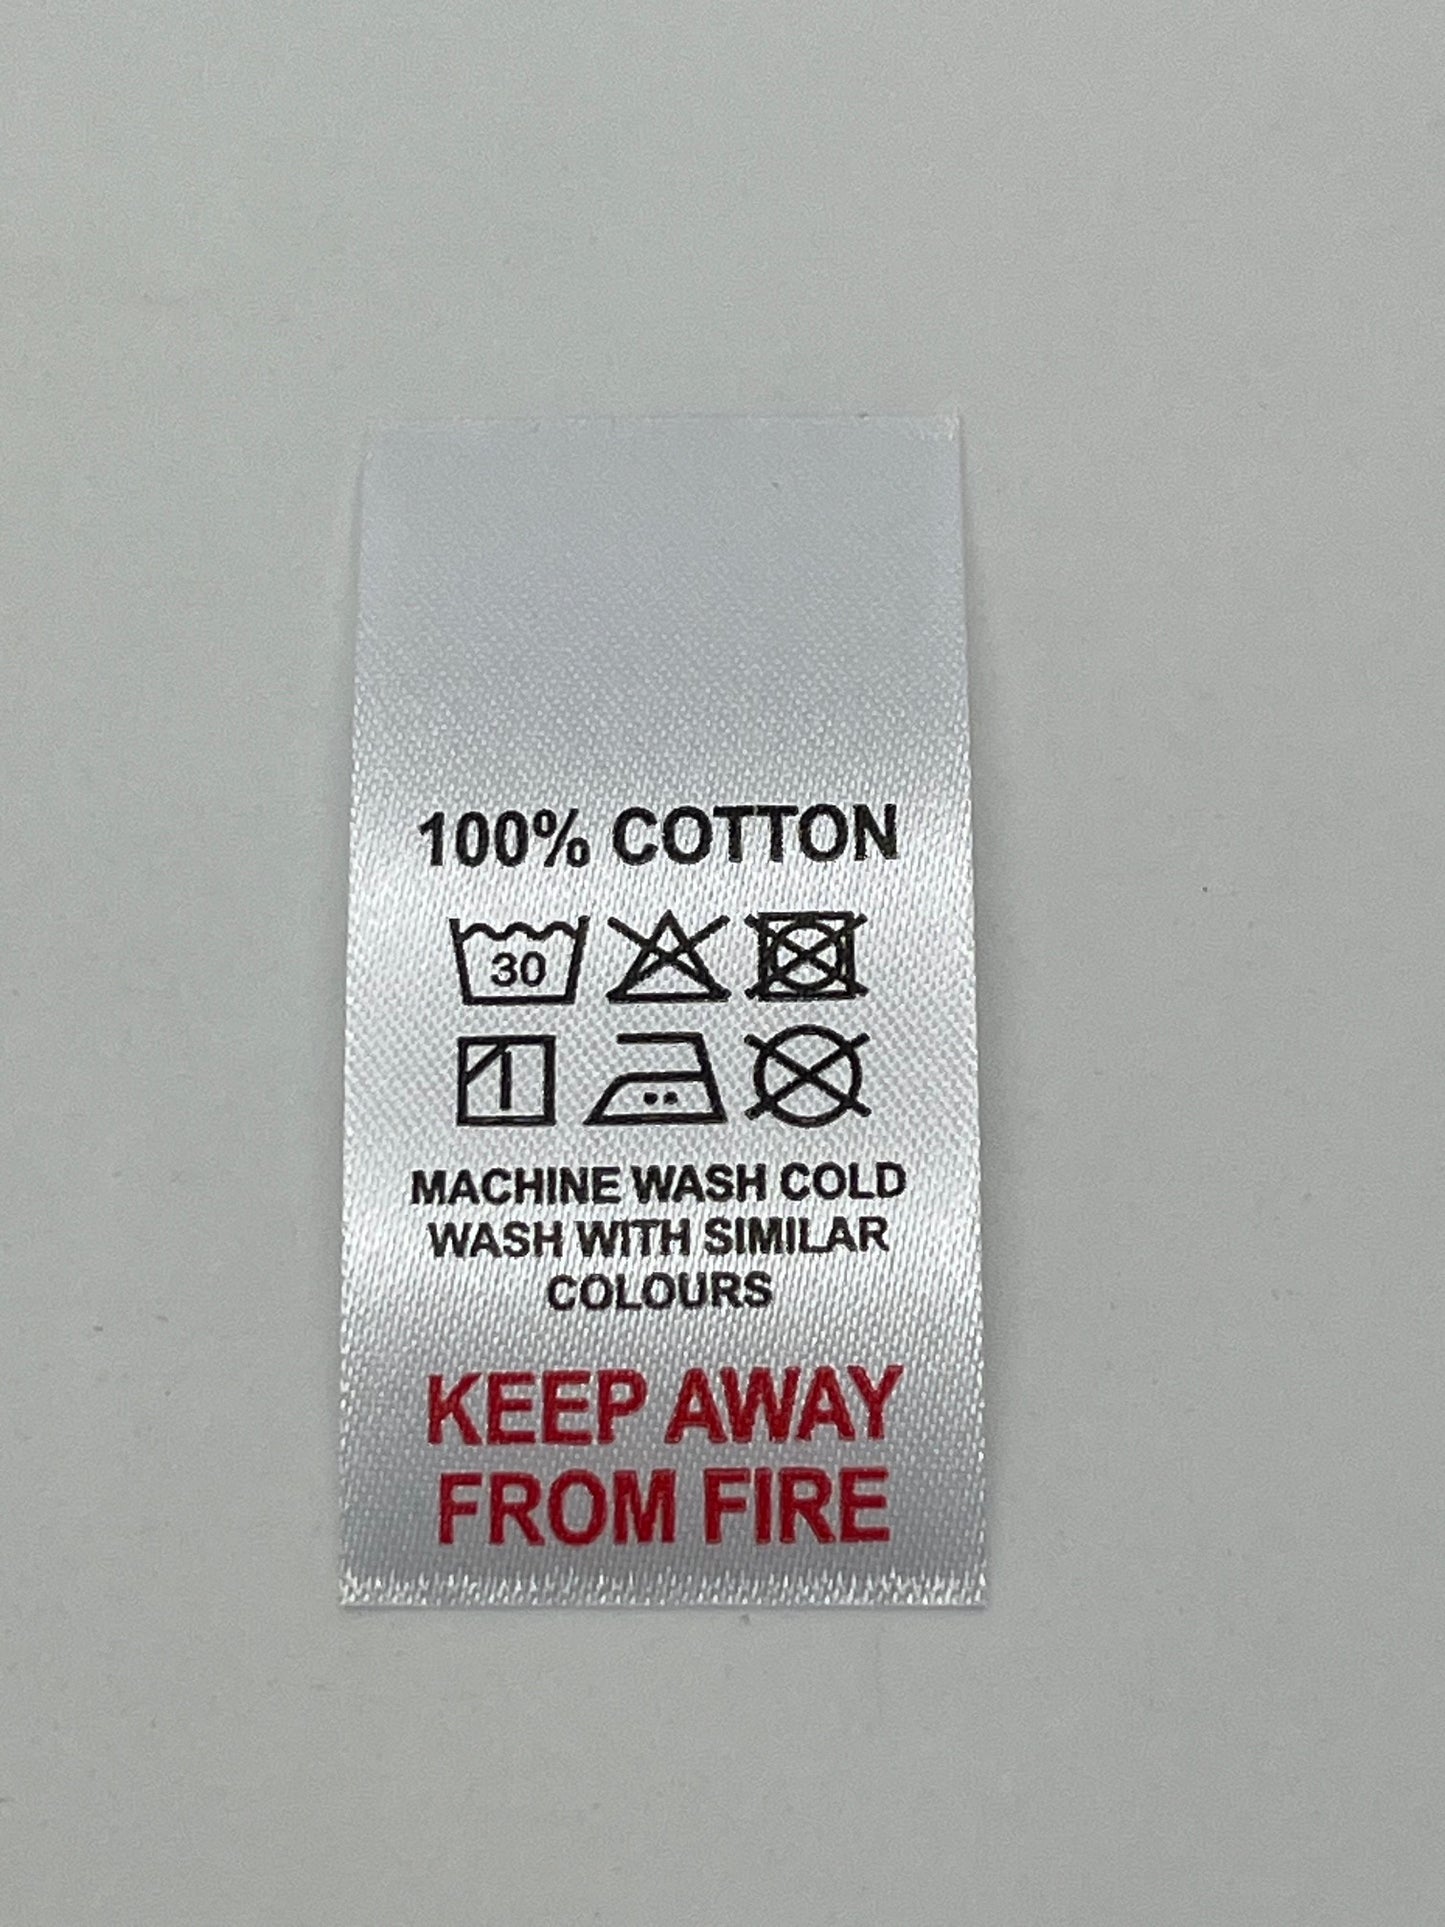 100% COTTON
30
MACHINE WASH COLD
WASH WITH SIMILAR
COLOURS
KEEP AWAY
FROM FIRE